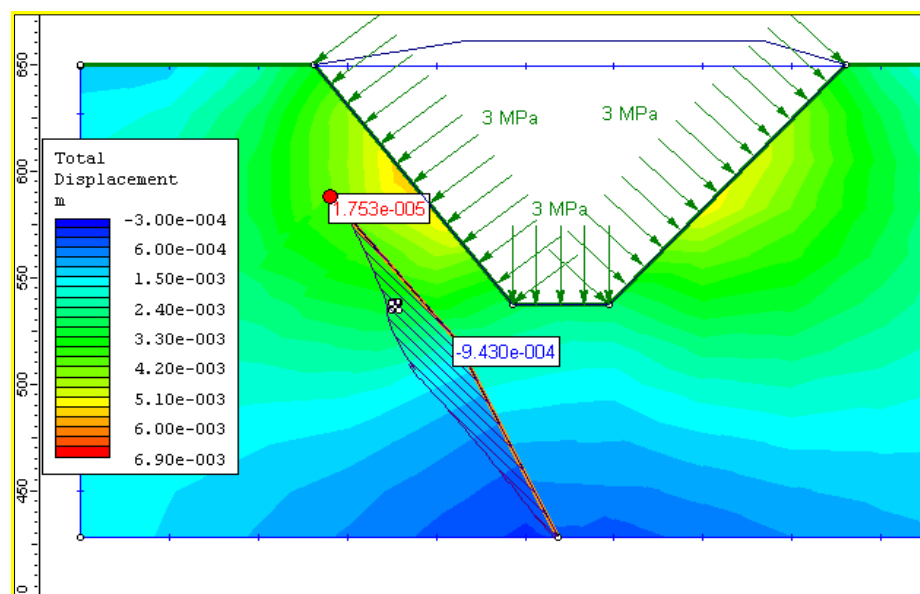 650
600
550
500
450
0
3 MPa
3 MPa
3 MPa
Total
Displacement
m
-3.00e-004
6.00e-004
1.50e-003
2.40e-003
3.30e-003
4.20e-003
5.10e-003
6.00e-003
6.90e-003
1.753e-005
-9.430e-004